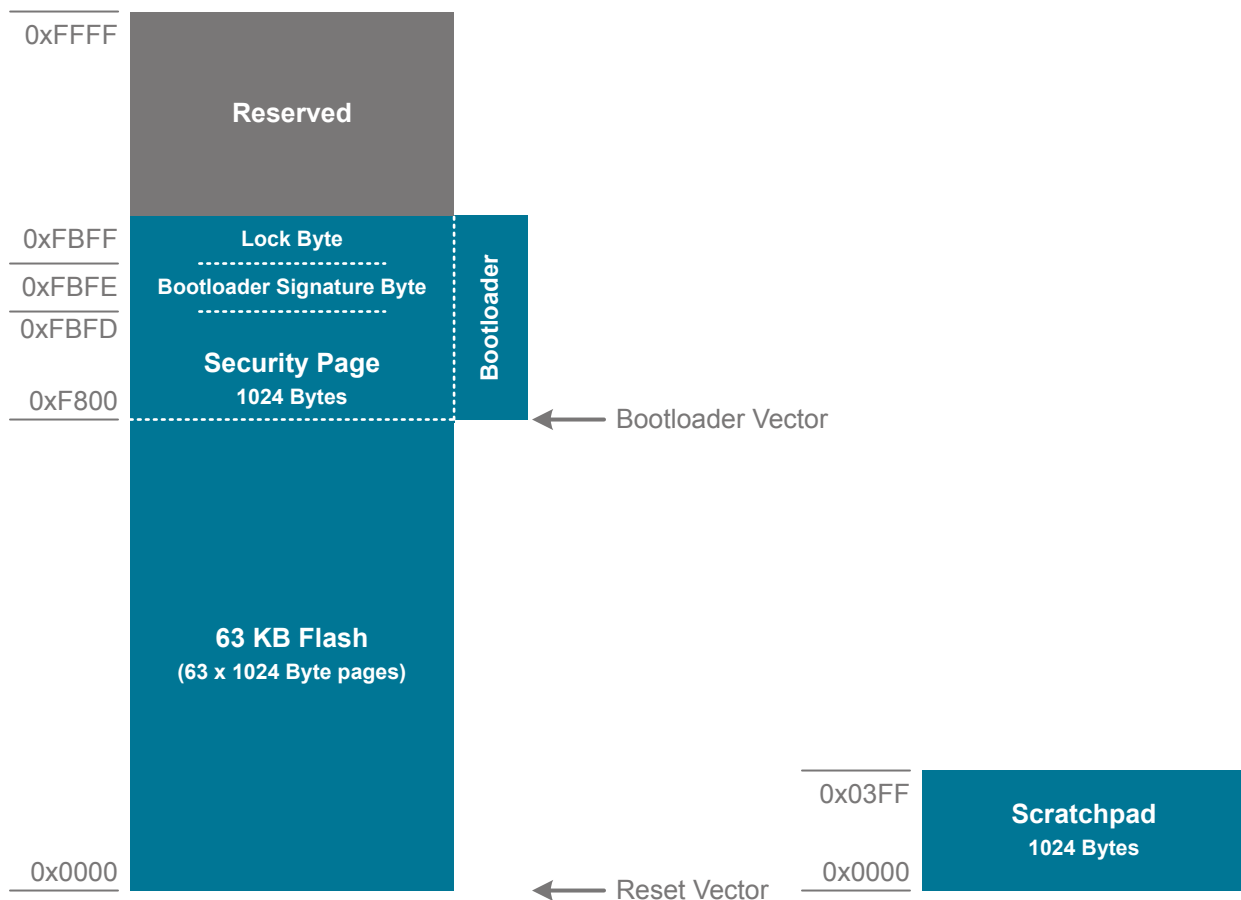 0xFFFF
Reserved
0xFBFF
Lock Byte
0xFBFE
Bootloader Signature Byte
0xFBFD
Security Page
1024 Bytes
0xF800
Bootloader
Bootloader Vector
63 KB Flash
(63 x 1024 Byte pages)
0x03FF
Scratchpad
1024 Bytes
0x0000
0x0000
Reset Vector